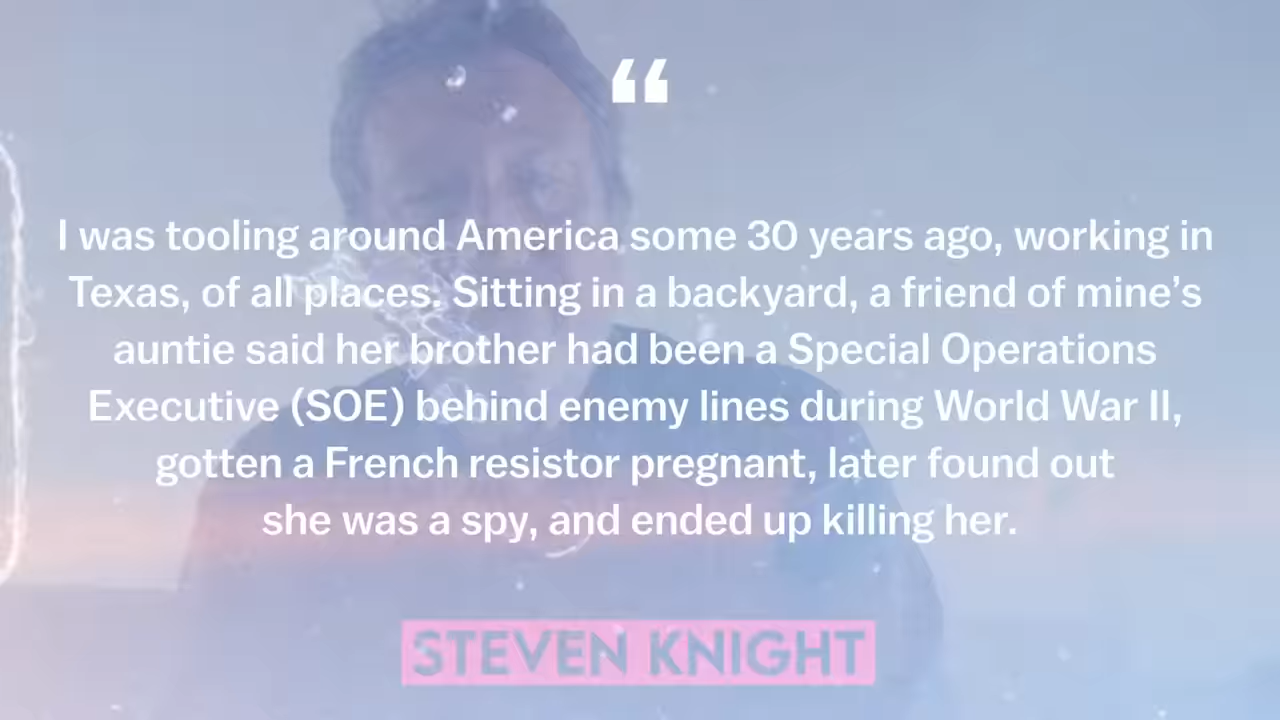 “
I was tooling around America some 30 years ago, working in
Texas, of all places. Sitting in a backyard, a friend of mine’s
auntie said her brother had been a Special Operations
Executive (SOE) behind enemy lines during World War II,
gotten a French resistor pregnant, later found out
she was a spy, and ended up killing her.
STEVEN KNIGHT